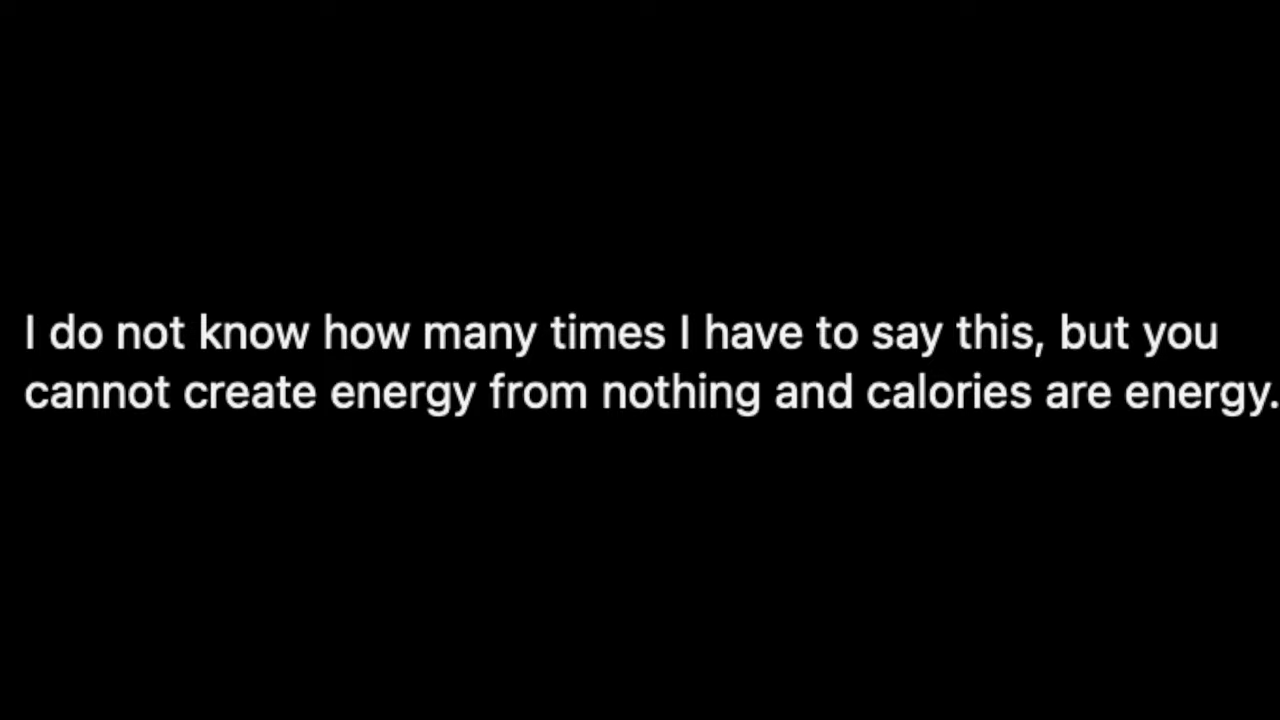 I do not know how many times I have to say this, but you
cannot create energy from nothing and calories are energy.